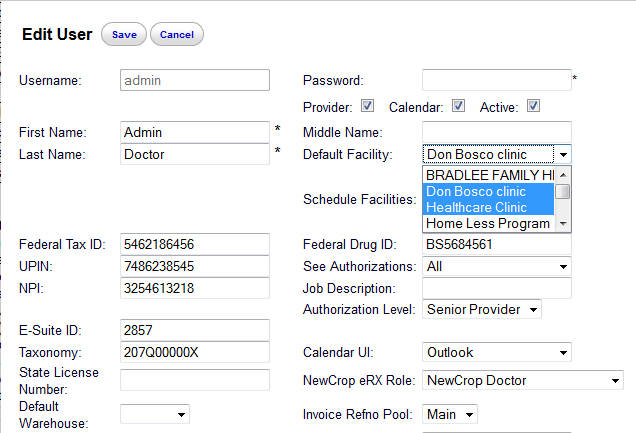 Edit User Save Cancel
Username: admin Password: *
Provider: Calendar: Active:
First Name: Admin * Middle Name:
Last Name: Doctor * Default Facility: Don Bosco clinic
BRADLEE FAMILY
Don Bosco clinic
Schedule Facilities: Healthcare Clinic
Home Less Program
Federal Tax ID: 5462186456 Federal Drug ID: BS5684561
UPIN: 7486238545 See Authorizations: All
NPI: 3254613218 Job Description:
Authorization Level: Senior Provider
E-Suite ID: 2857
Taxonomy: 207Q00000X Calendar UI: Outlook
State License
Number: NewCrop eRX Role: NewCrop Doctor
Default
Warehouse: Invoice Refno Pool: Main